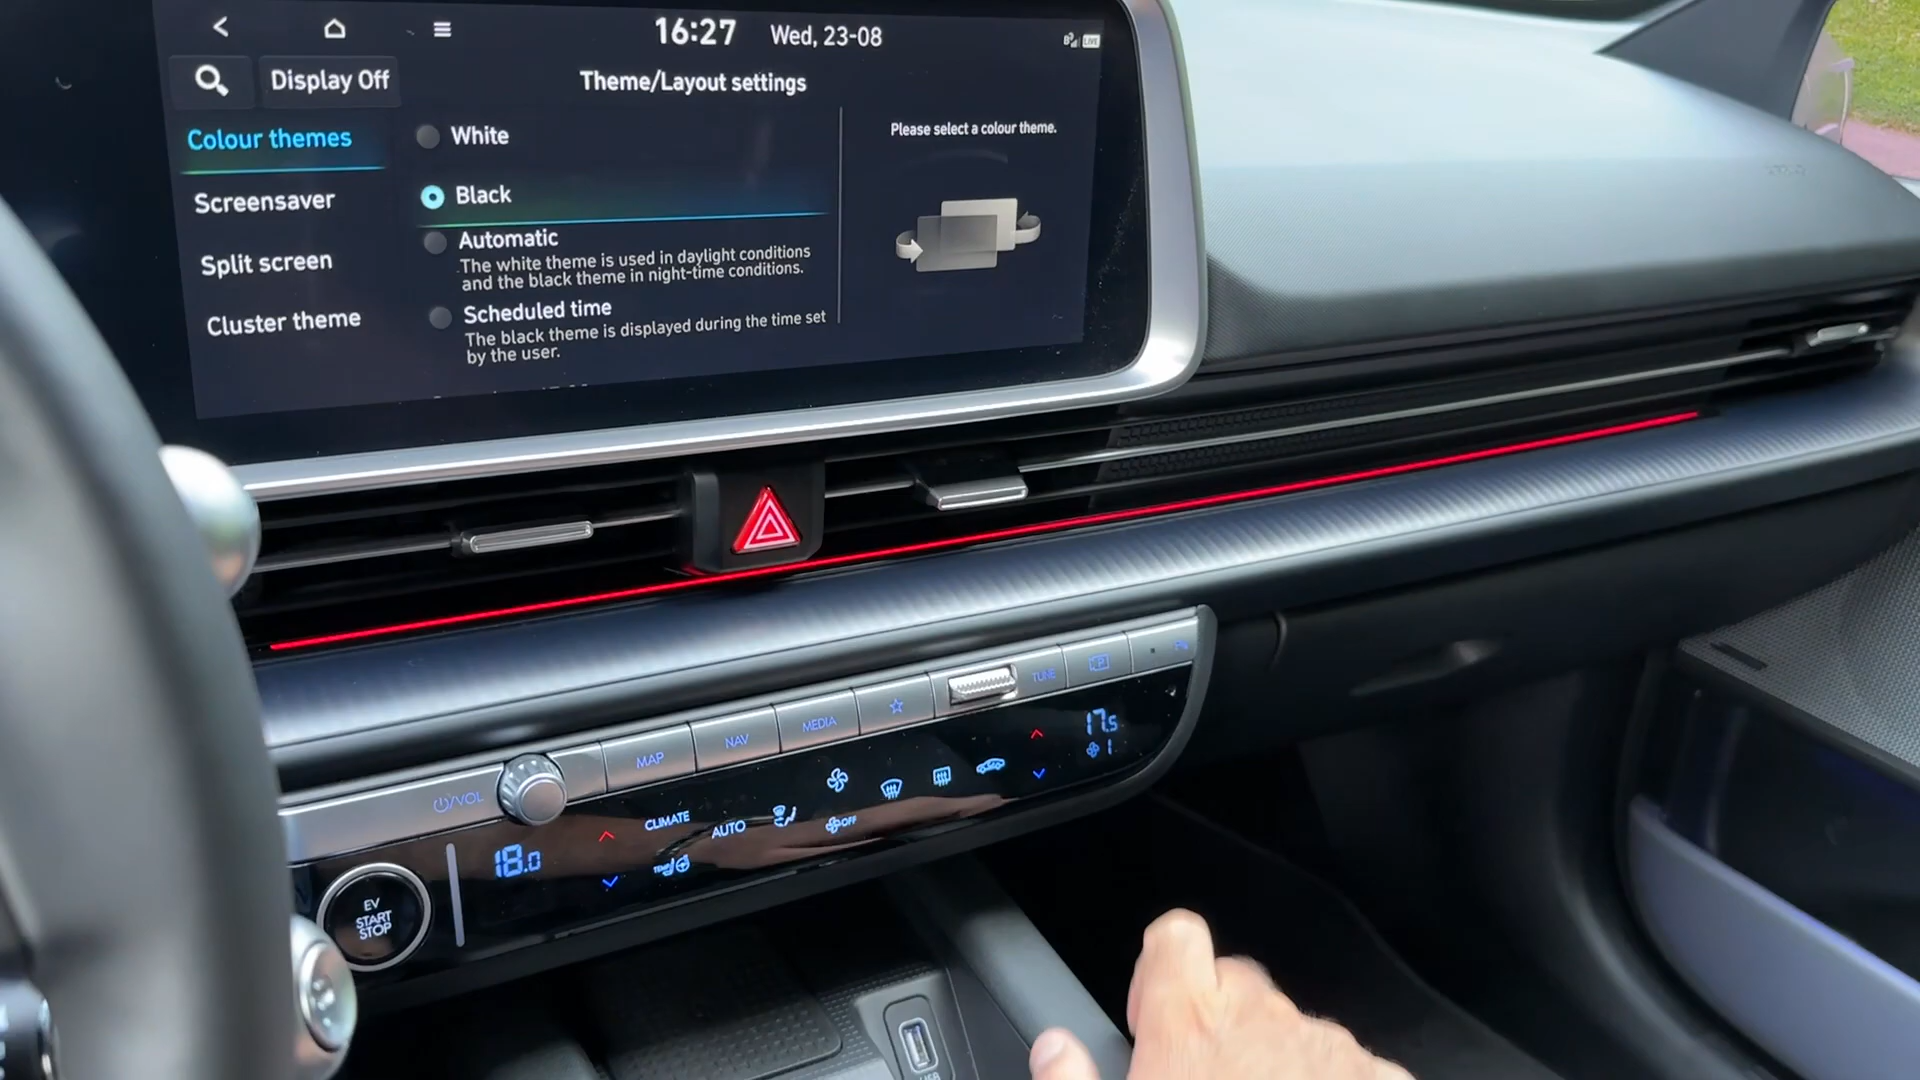 16:27 Wed, 23-08
LIVE
Display Off
Theme/Layout settings
Colour themes
Screensaver
Split screen
Cluster theme
White
Black
Automatic
The white theme is used in daylight conditions
and the black theme in night-time conditions.
Scheduled time
The black theme is displayed during the time set
by the user.
Please select a colour theme.
/VOL
MAP
NAV
MEDIA
TUNE
P
EV
START
STOP
18.0
CLIMATE
AUTO
OFF
TEMP
17.5
1